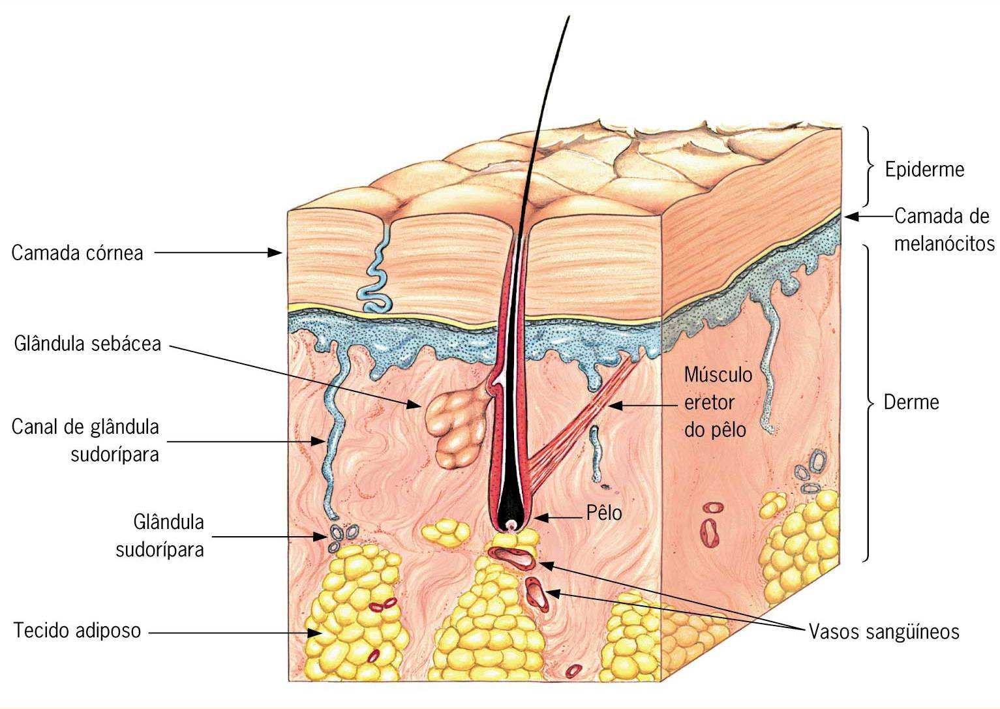 Epiderme
Camada de
melanócitos
Camada córnea
Glândula sebácea
Músculo
eretor
do pêlo
Derme
Canal de glândula
sudorípara
Pêlo
Glândula
sudorípara
Tecido adiposo
Vasos sangüíneos